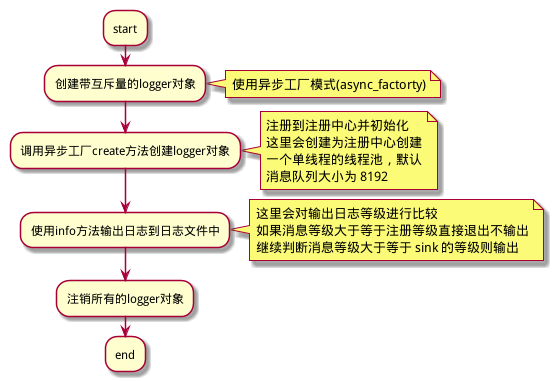 start
创建带互斥量的logger对象
使用异步工厂模式(async_factorty)
调用异步工厂create方法创建logger对象
注册到注册中心并初始化
这里会创建为注册中心创建
一个单线程的线程池，默认
消息队列大小为 8192
使用info方法输出日志到日志文件中
这里会对输出日志等级进行比较
如果消息等级大于等于注册等级直接退出不输出
继续判断消息等级大于等于 sink 的等级则输出
注销所有的logger对象
end